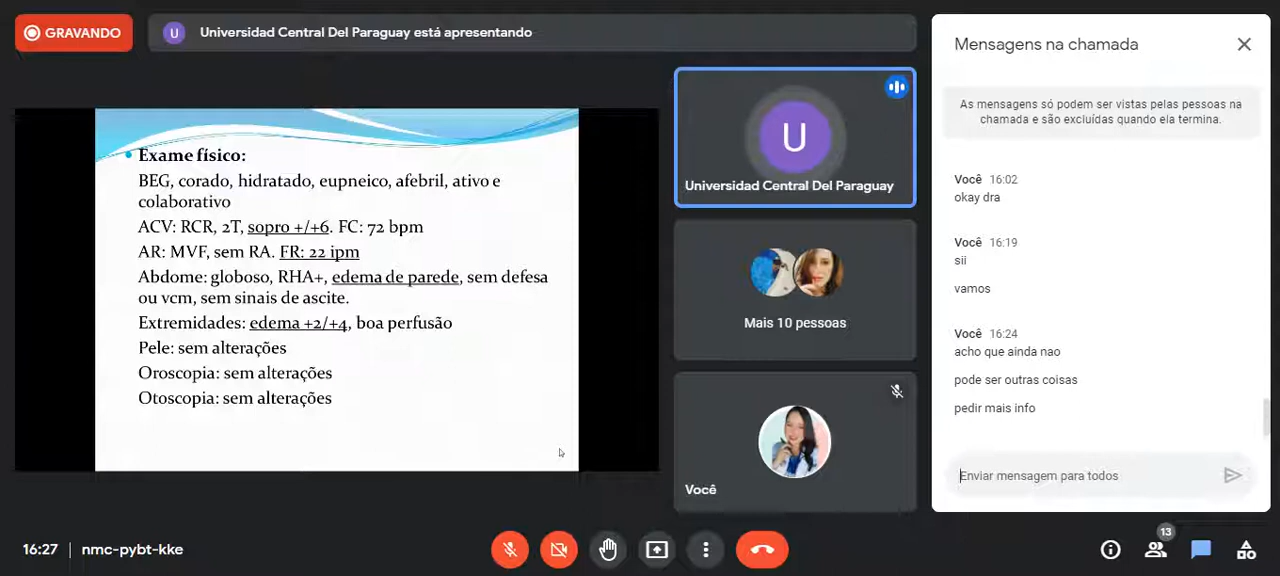 GRAVANDO
U
Universidad Central Del Paraguay está apresentando
• Exame físico:
BEG, corado, hidratado, eupneico, afebril, ativo e
colaborativo
ACV: RCR, 2T, sopro +/+6. FC: 72 bpm
AR: MVF, sem RA. FR: 22 ipm
Abdome: globoso, RHA+, edema de parede, sem defesa
ou vcm, sem sinais de ascite.
Extremidades: edema +2/+4, boa perfusão
Pele: sem alterações
Oroscopia: sem alterações
Otoscopia: sem alterações
U
Universidad Central Del Paraguay
Mais 10 pessoas
Você
Mensagens na chamada
As mensagens só podem ser vistas pelas pessoas na
chamada e são excluídas quando ela termina.
Você 16:02
okay dra
Você 16:19
sii
vamos
Você 16:24
acho que ainda nao
pode ser outras coisas
pedir mais info
Enviar mensagem para todos
16:27 | nmc-pybt-kke
13